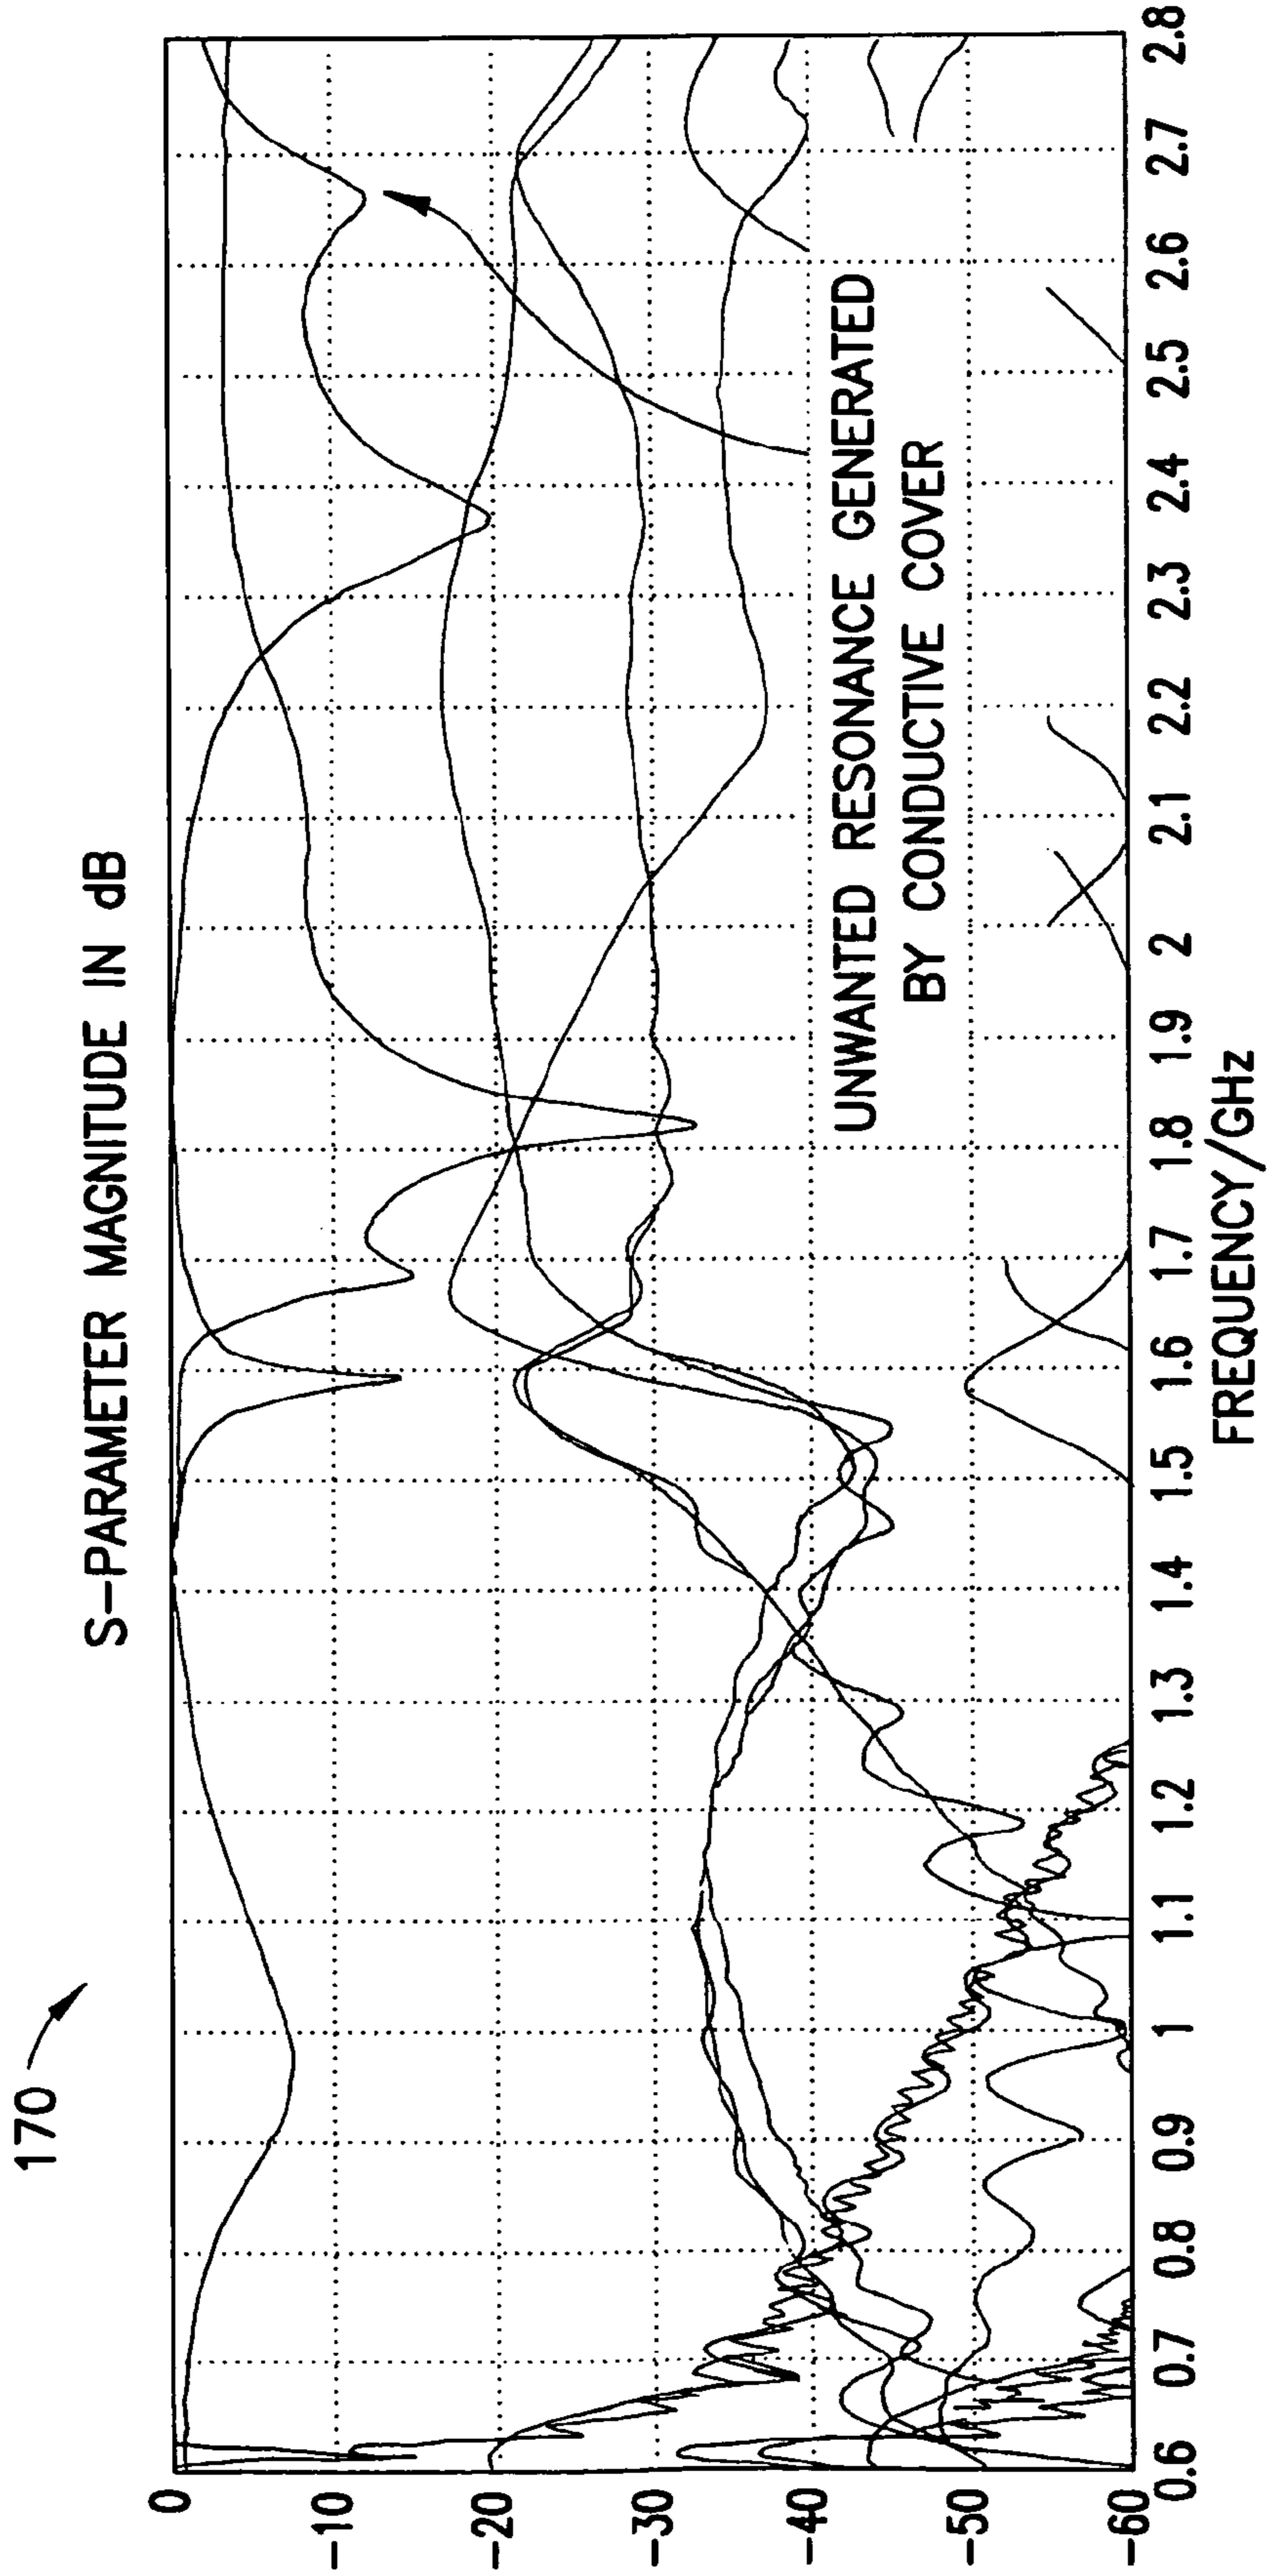 170
S-PARAMETER MAGNITUDE IN dB
0
-10
-20
-30
-40
-50
-60
UNWANTED RESONANCE GENERATED
BY CONDUCTIVE COVER
0.6 0.7 0.8 0.9 1 1.1 1.2 1.3 1.4 1.5 1.6 1.7 1.8 1.9 2 2.1 2.2 2.3 2.4 2.5 2.6 2.7 2.8
FREQUENCY/GHz